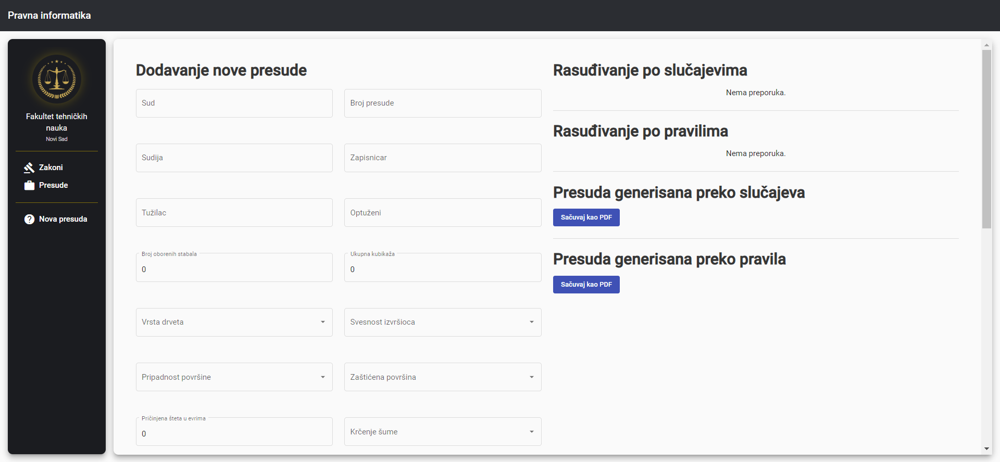 Pravna informatika
Fakultet tehničkih
nauka
Novi Sad
Zakoni
Presude
Nova presuda
Dodavanje nove presude
Sud
Broj presude
Sudija
Zapisnicar
Tužilac
Optuženi
Broj oborenih stabala
0
Ukupna kubikaža
0
Vrsta drveta
Svesnost izvršioca
Pripadnost površine
Zaštićena površina
Pričinjena šteta u evrima
0
Krčenje šume
Rasuđivanje po slučajevima
Nema preporuka.
Rasuđivanje po pravilima
Nema preporuka.
Presuda generisana preko slučajeva
Sačuvaj kao PDF
Presuda generisana preko pravila
Sačuvaj kao PDF